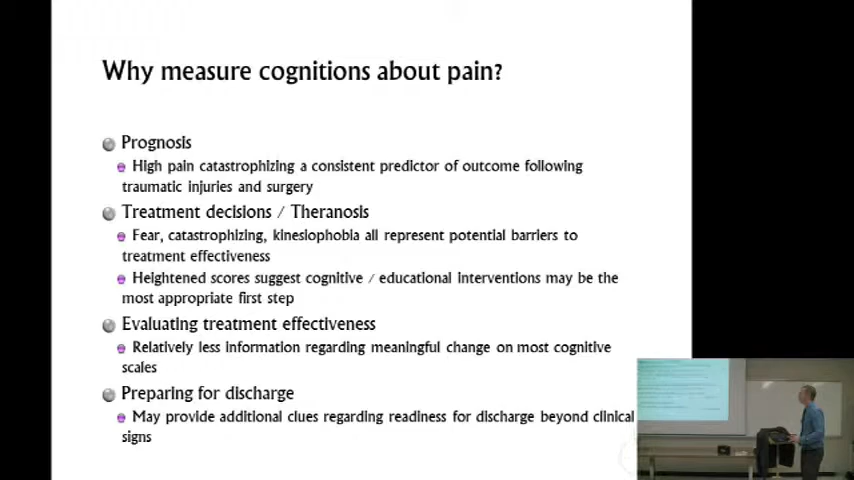 Why measure cognitions about pain?
Prognosis
High pain catastrophizing a consistent predictor of outcome following
traumatic injuries and surgery
Treatment decisions / Theranosis
Fear, catastrophizing, kinesiophobia all represent potential barriers to
treatment effectiveness
Heightened scores suggest cognitive / educational interventions may be the
most appropriate first step
Evaluating treatment effectiveness
Relatively less information regarding meaningful change on most cognitive
scales
Preparing for discharge
May provide additional clues regarding readiness for discharge beyond clinical
signs